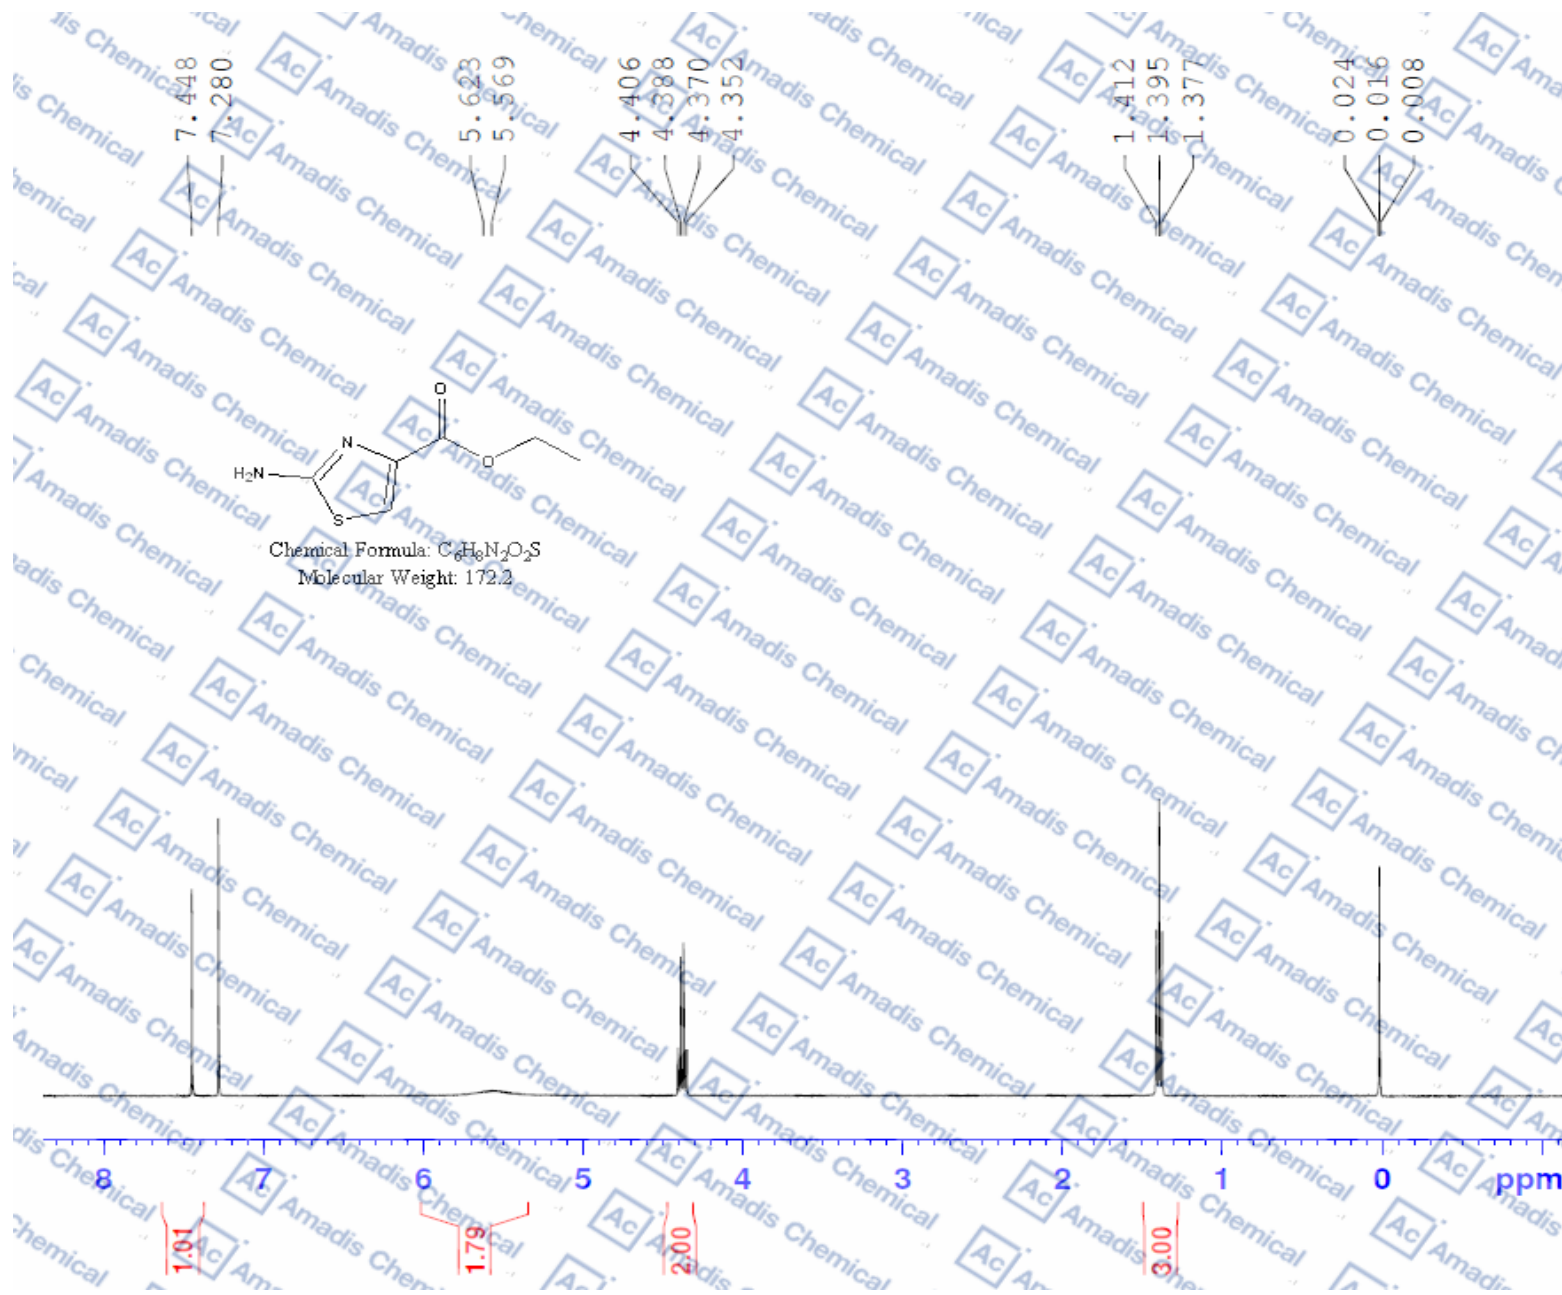 7.448
7.280
5.623
5.569
4.406
4.388
4.370
4.352
1.412
1.395
1.377
0.024
0.016
0.008
O
N
H₂N
O
S
Chemical Formula: C₆H₈N₂O₂S
Molecular Weight: 172.2
8 7 6 5 4 3 2 1 0 ppm
1.01
1.79
2.00
3.00
Ac Amadis Chemical